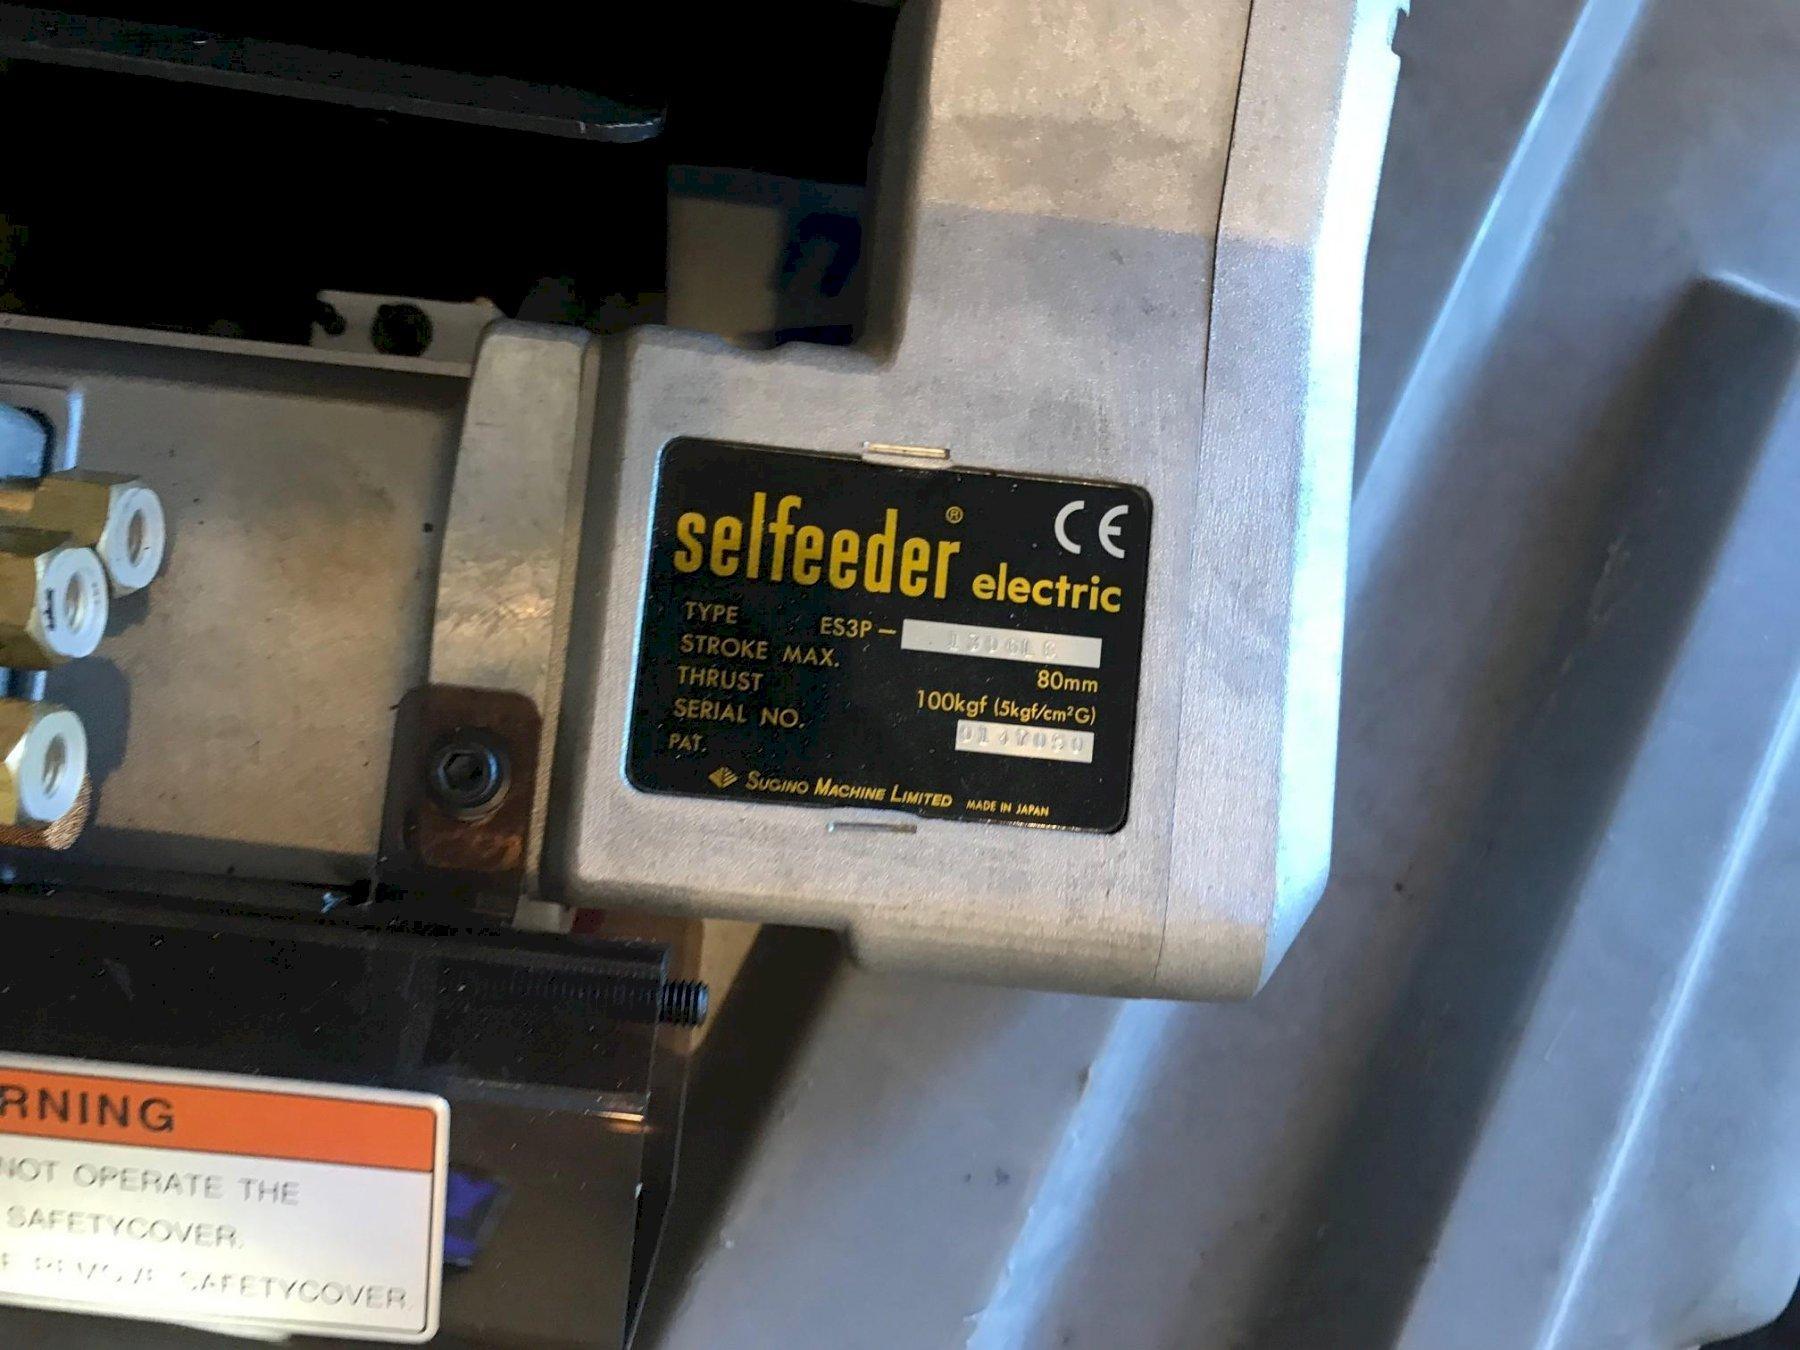 selfeeder® CE
electric
TYPE ES3P-
STROKE MAX. 80mm
THRUST 100kgf (5kgf/cm²G)
SERIAL NO.
PAT.
SUGINO MACHINE LIMITED MADE IN JAPAN
RNING
NOT OPERATE THE
SAFETYCOVER.
SAFETYCOVER